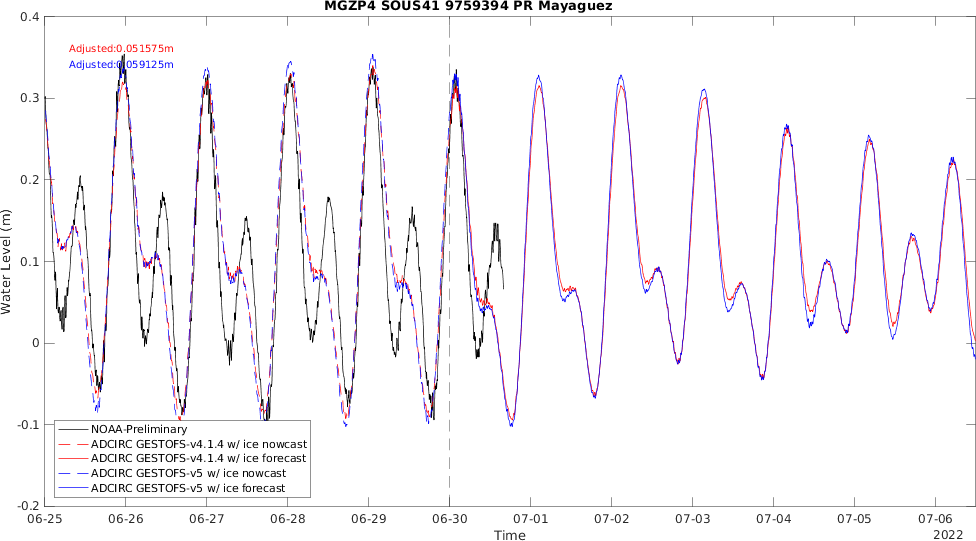 MGZP4 SOUS41 9759394 PR Mayaguez
Adjusted:0.051575m
Adjusted:0.059125m
Water Level (m)
0.4
0.3
0.2
0.1
0
-0.1
-0.2
NOAA-Preliminary
ADCIRC GESTOFS-v4.1.4 w/ ice nowcast
ADCIRC GESTOFS-v4.1.4 w/ ice forecast
ADCIRC GESTOFS-v5 w/ ice nowcast
ADCIRC GESTOFS-v5 w/ ice forecast
06-25 06-26 06-27 06-28 06-29 06-30 07-01 07-02 07-03 07-04 07-05 07-06
Time
2022